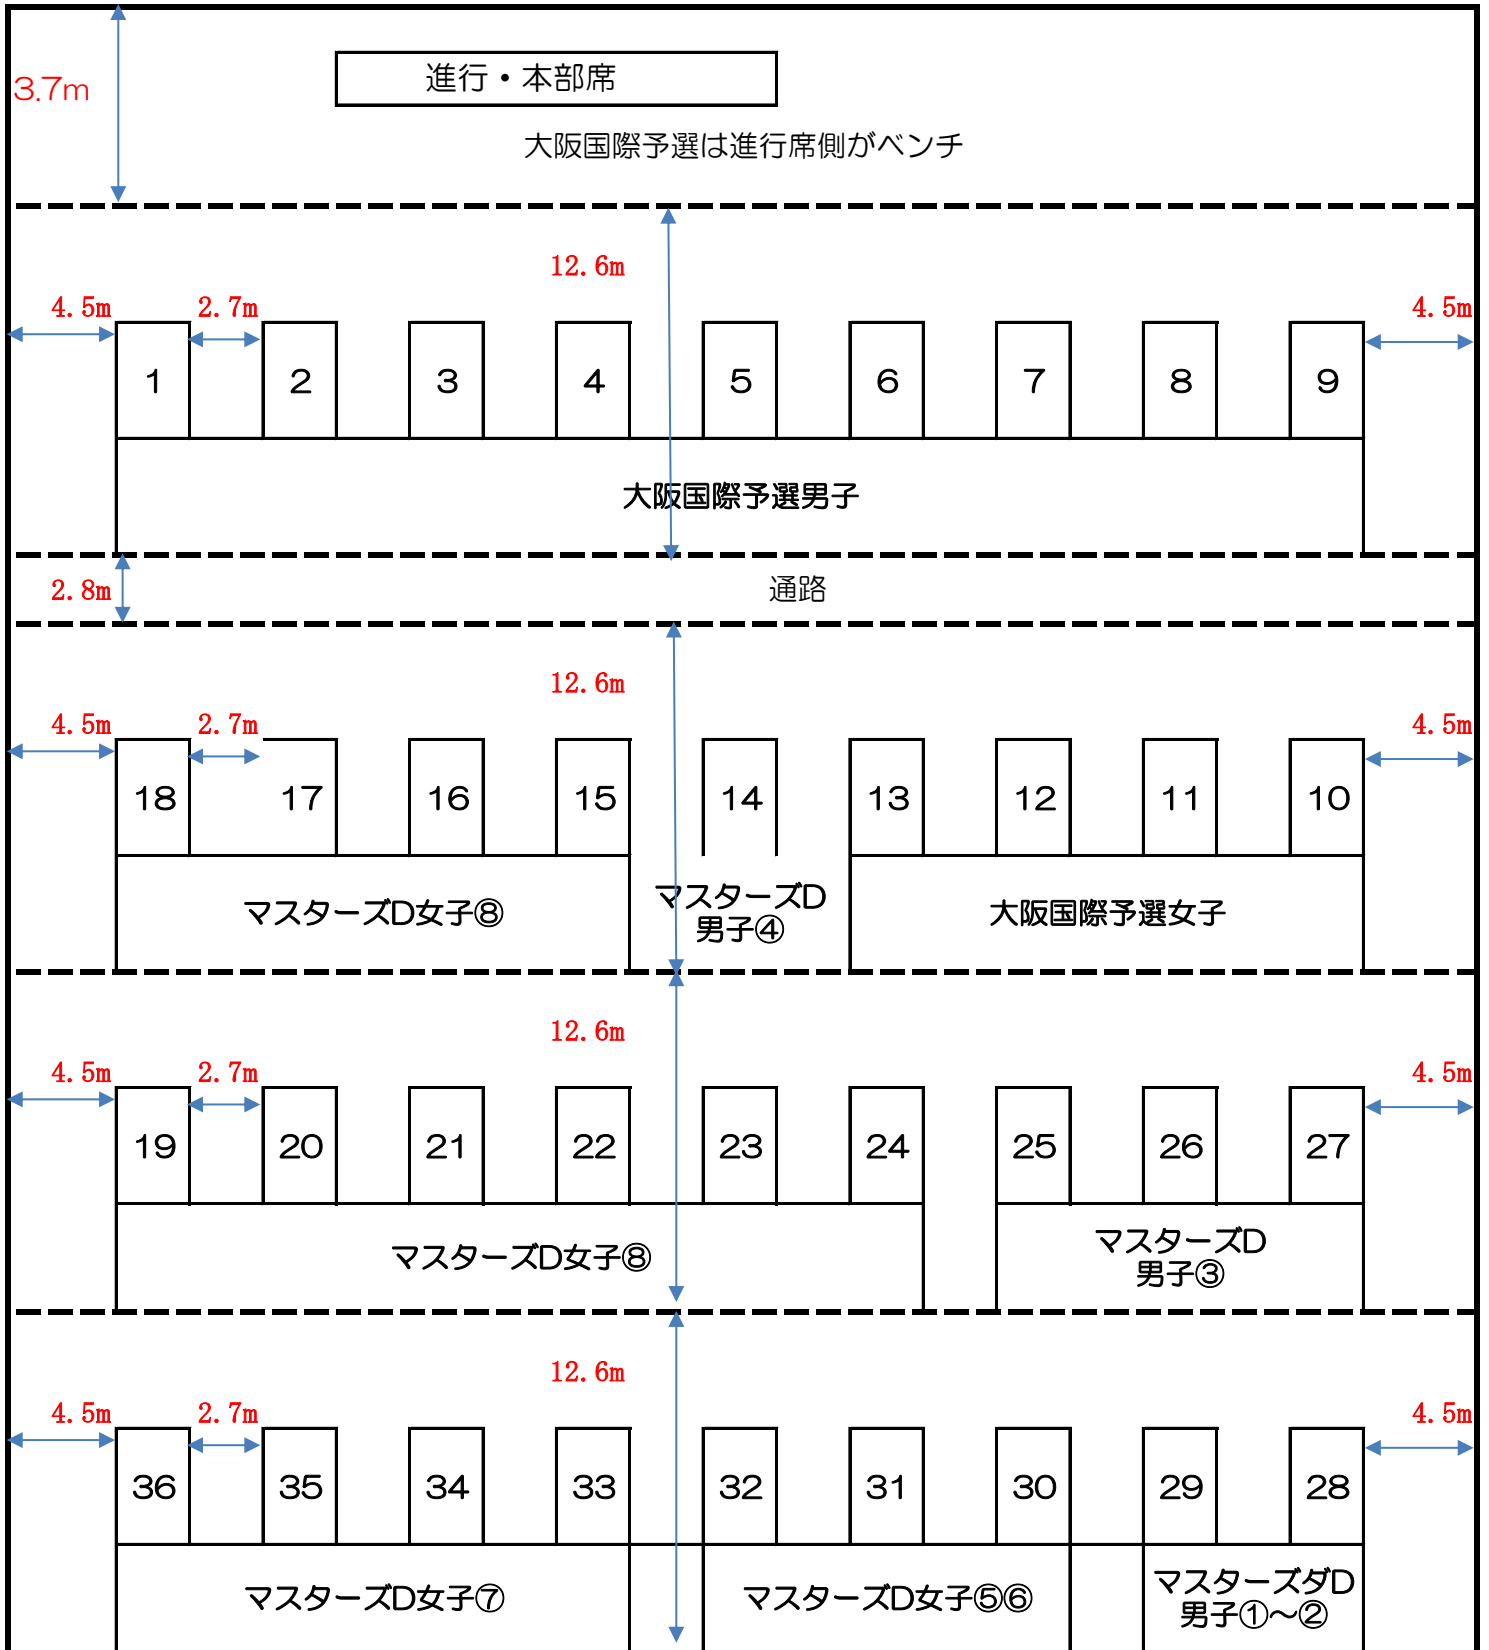 進行・本部席
3.7m
大阪国際予選は進行席側がベンチ
12.6m
4.5m 2.7m 4.5m
1 2 3 4 5 6 7 8 9
大阪国際予選男子
2.8m 通路
12.6m
4.5m 2.7m 4.5m
18 17 16 15 14 13 12 11 10
マスターズD女子⑧
マスターズD
男子④
大阪国際予選女子
12.6m
4.5m 2.7m 4.5m
19 20 21 22 23 24 25 26 27
マスターズD女子⑧
マスターズD
男子③
12.6m
4.5m 2.7m 4.5m
36 35 34 33 32 31 30 29 28
マスターズD女子⑦
マスターズD女子⑤⑥
マスターズダD
男子①～②